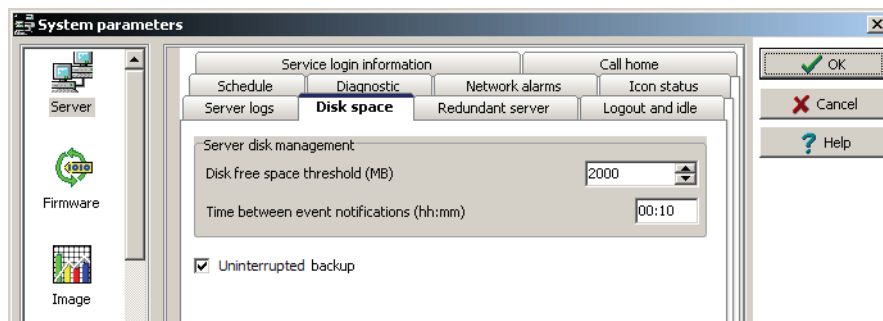 System parameters
Server
Firmware
Image
Service login information
Call home
Schedule
Diagnostic
Network alarms
Icon status
Server logs
Disk space
Redundant server
Logout and idle
Server disk management
Disk free space threshold (MB)
2000
Time between event notifications (hh:mm)
00:10
Uninterrupted backup
OK
Cancel
Help